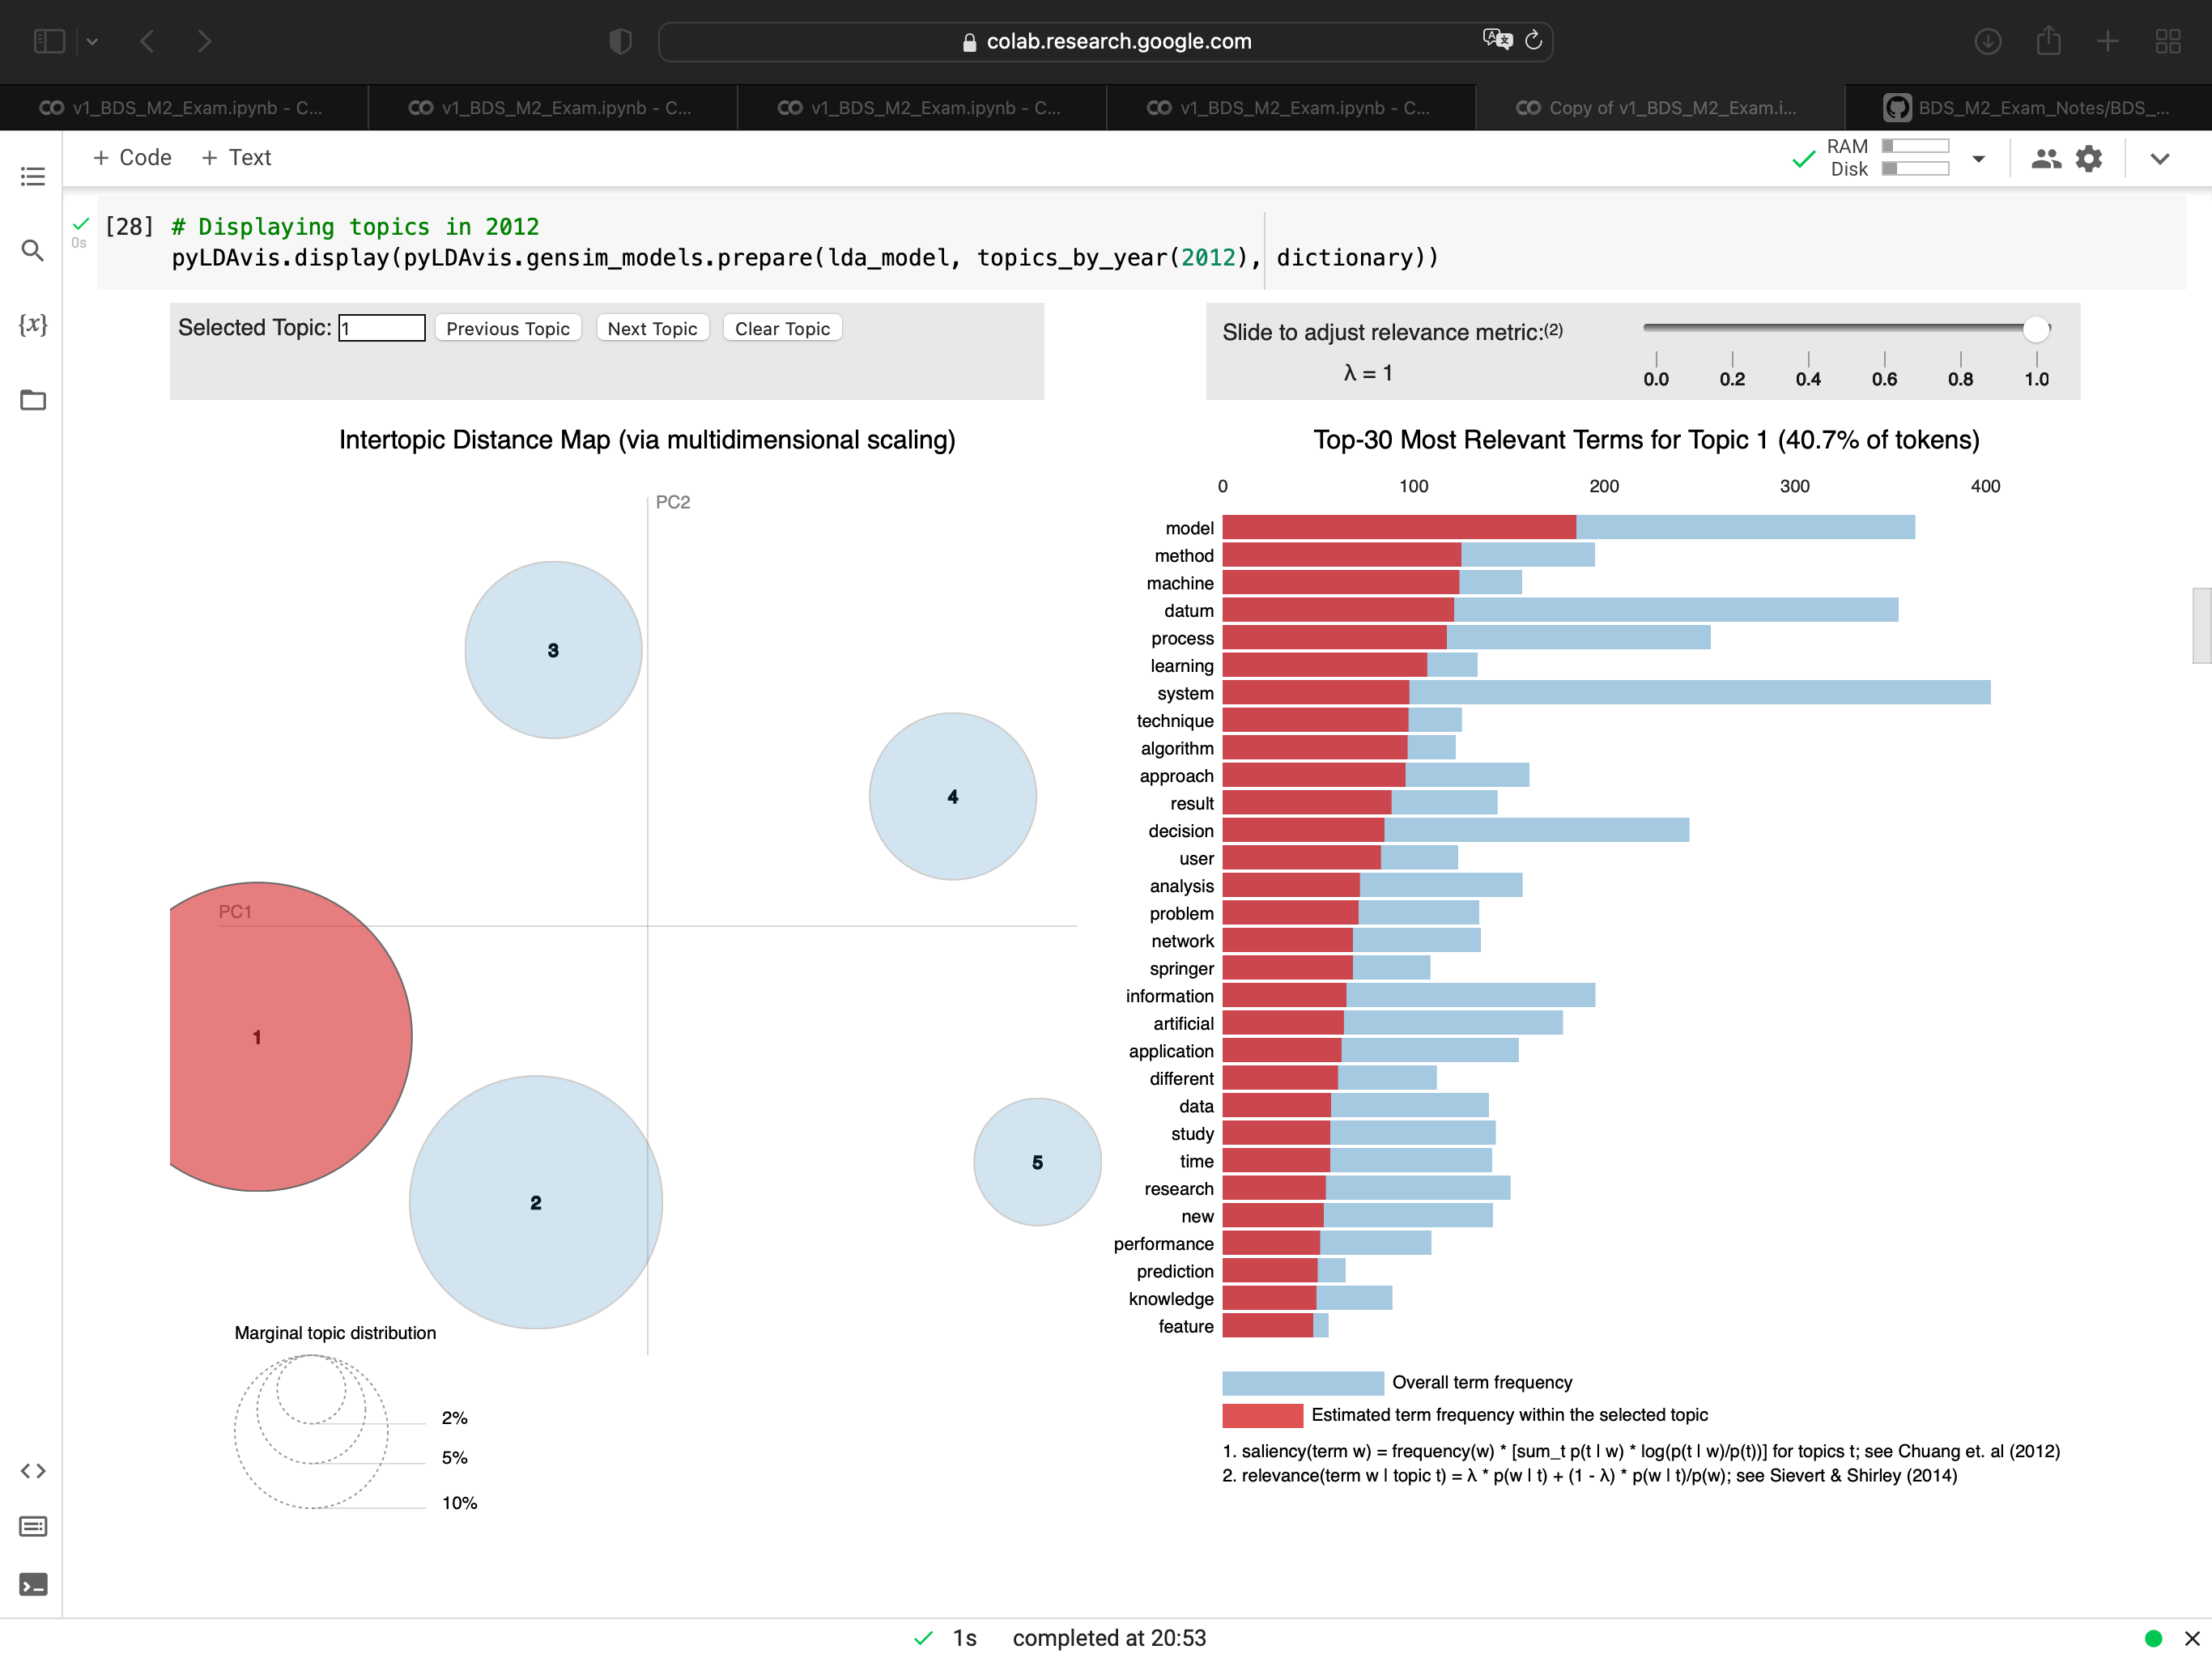 colab.research.google.com
v1_BDS_M2_Exam.ipynb - C...
v1_BDS_M2_Exam.ipynb - C...
v1_BDS_M2_Exam.ipynb - C...
v1_BDS_M2_Exam.ipynb - C...
Copy of v1_BDS_M2_Exam.i...
BDS_M2_Exam_Notes/BDS_...
+ Code + Text
RAM
Disk
0s
[28] # Displaying topics in 2012
pyLDAvis.display(pyLDAvis.gensim_models.prepare(lda_model, topics_by_year(2012), dictionary))
{x}
Selected Topic: 1 Previous Topic Next Topic Clear Topic
Slide to adjust relevance metric:(2)
λ = 1
0.0 0.2 0.4 0.6 0.8 1.0
Intertopic Distance Map (via multidimensional scaling)
PC2
3
4
PC1
1
2
5
Marginal topic distribution
2%
5%
10%
Top-30 Most Relevant Terms for Topic 1 (40.7% of tokens)
0 100 200 300 400
model
method
machine
datum
process
learning
system
technique
algorithm
approach
result
decision
user
analysis
problem
network
springer
information
artificial
application
different
data
study
time
research
new
performance
prediction
knowledge
feature
Overall term frequency
Estimated term frequency within the selected topic
1. saliency(term w) = frequency(w) * [sum_t p(t | w) * log(p(t | w)/p(t))] for topics t; see Chuang et. al (2012)
2. relevance(term w | topic t) = λ * p(w | t) + (1 - λ) * p(w | t)/p(w); see Sievert & Shirley (2014)
1s completed at 20:53